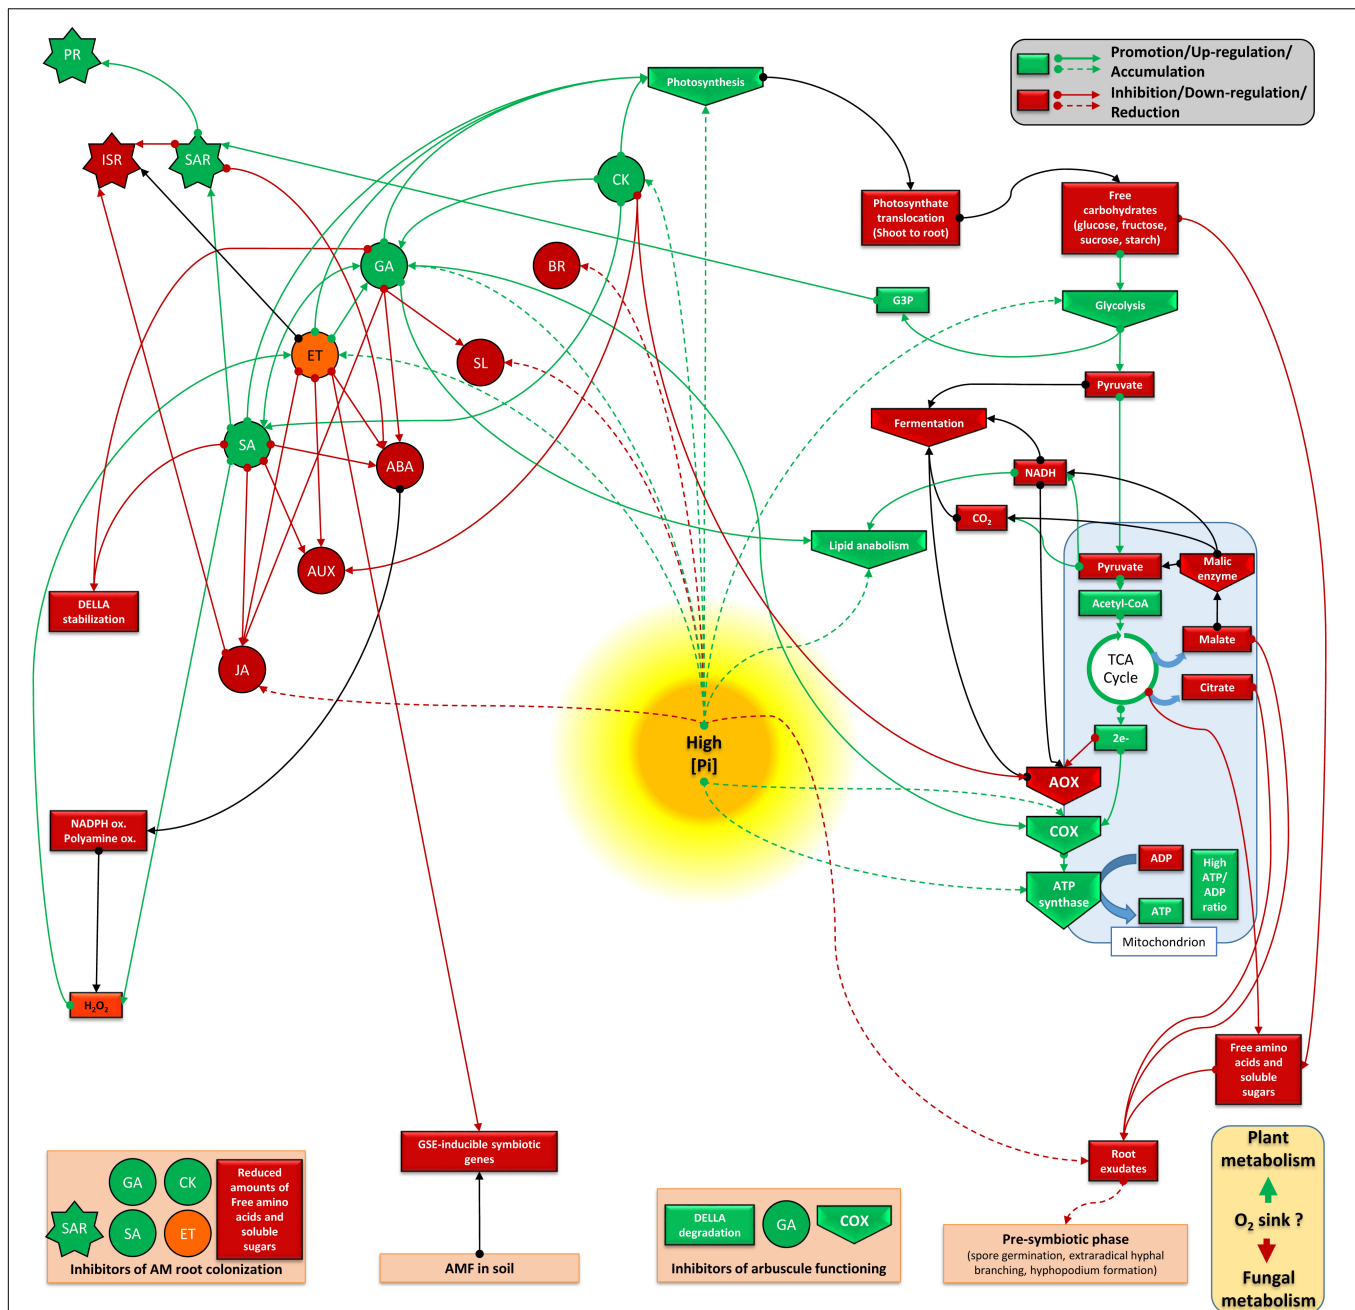 PR
Promotion/Up-regulation/
Accumulation
Inhibition/Down-regulation/
Reduction
Photosynthesis
ISR
SAR
CK
Photosynthate
translocation
(Shoot to root)
Free
carbohydrates
(glucose, fructose,
sucrose, starch)
GA
BR
G3P
Glycolysis
ET
SL
Pyruvate
Fermentation
SA
ABA
NADH
CO₂
Lipid anabolism
AUX
Pyruvate
Malic
enzyme
DELLA
stabilization
Acetyl-CoA
Malate
JA
TCA
Cycle
Citrate
High
[Pi]
2e-
AOX
NADPH ox.
Polyamine ox.
COX
ADP
High
ATP/
ADP
ratio
ATP
synthase
ATP
Mitochondrion
H₂O₂
Free amino
acids and
soluble
sugars
GSE-inducible symbiotic
genes
Root
exudates
Plant
metabolism
O₂ sink ?
Fungal
metabolism
GA
CK
SAR
SA
ET
Reduced
amounts of
Free amino
acids and
soluble
sugars
Inhibitors of AM root colonization
AMF in soil
DELLA
degradation
GA
COX
Inhibitors of arbuscule functioning
Pre-symbiotic phase
(spore germination, extraradical hyphal
branching, hyphopodium formation)